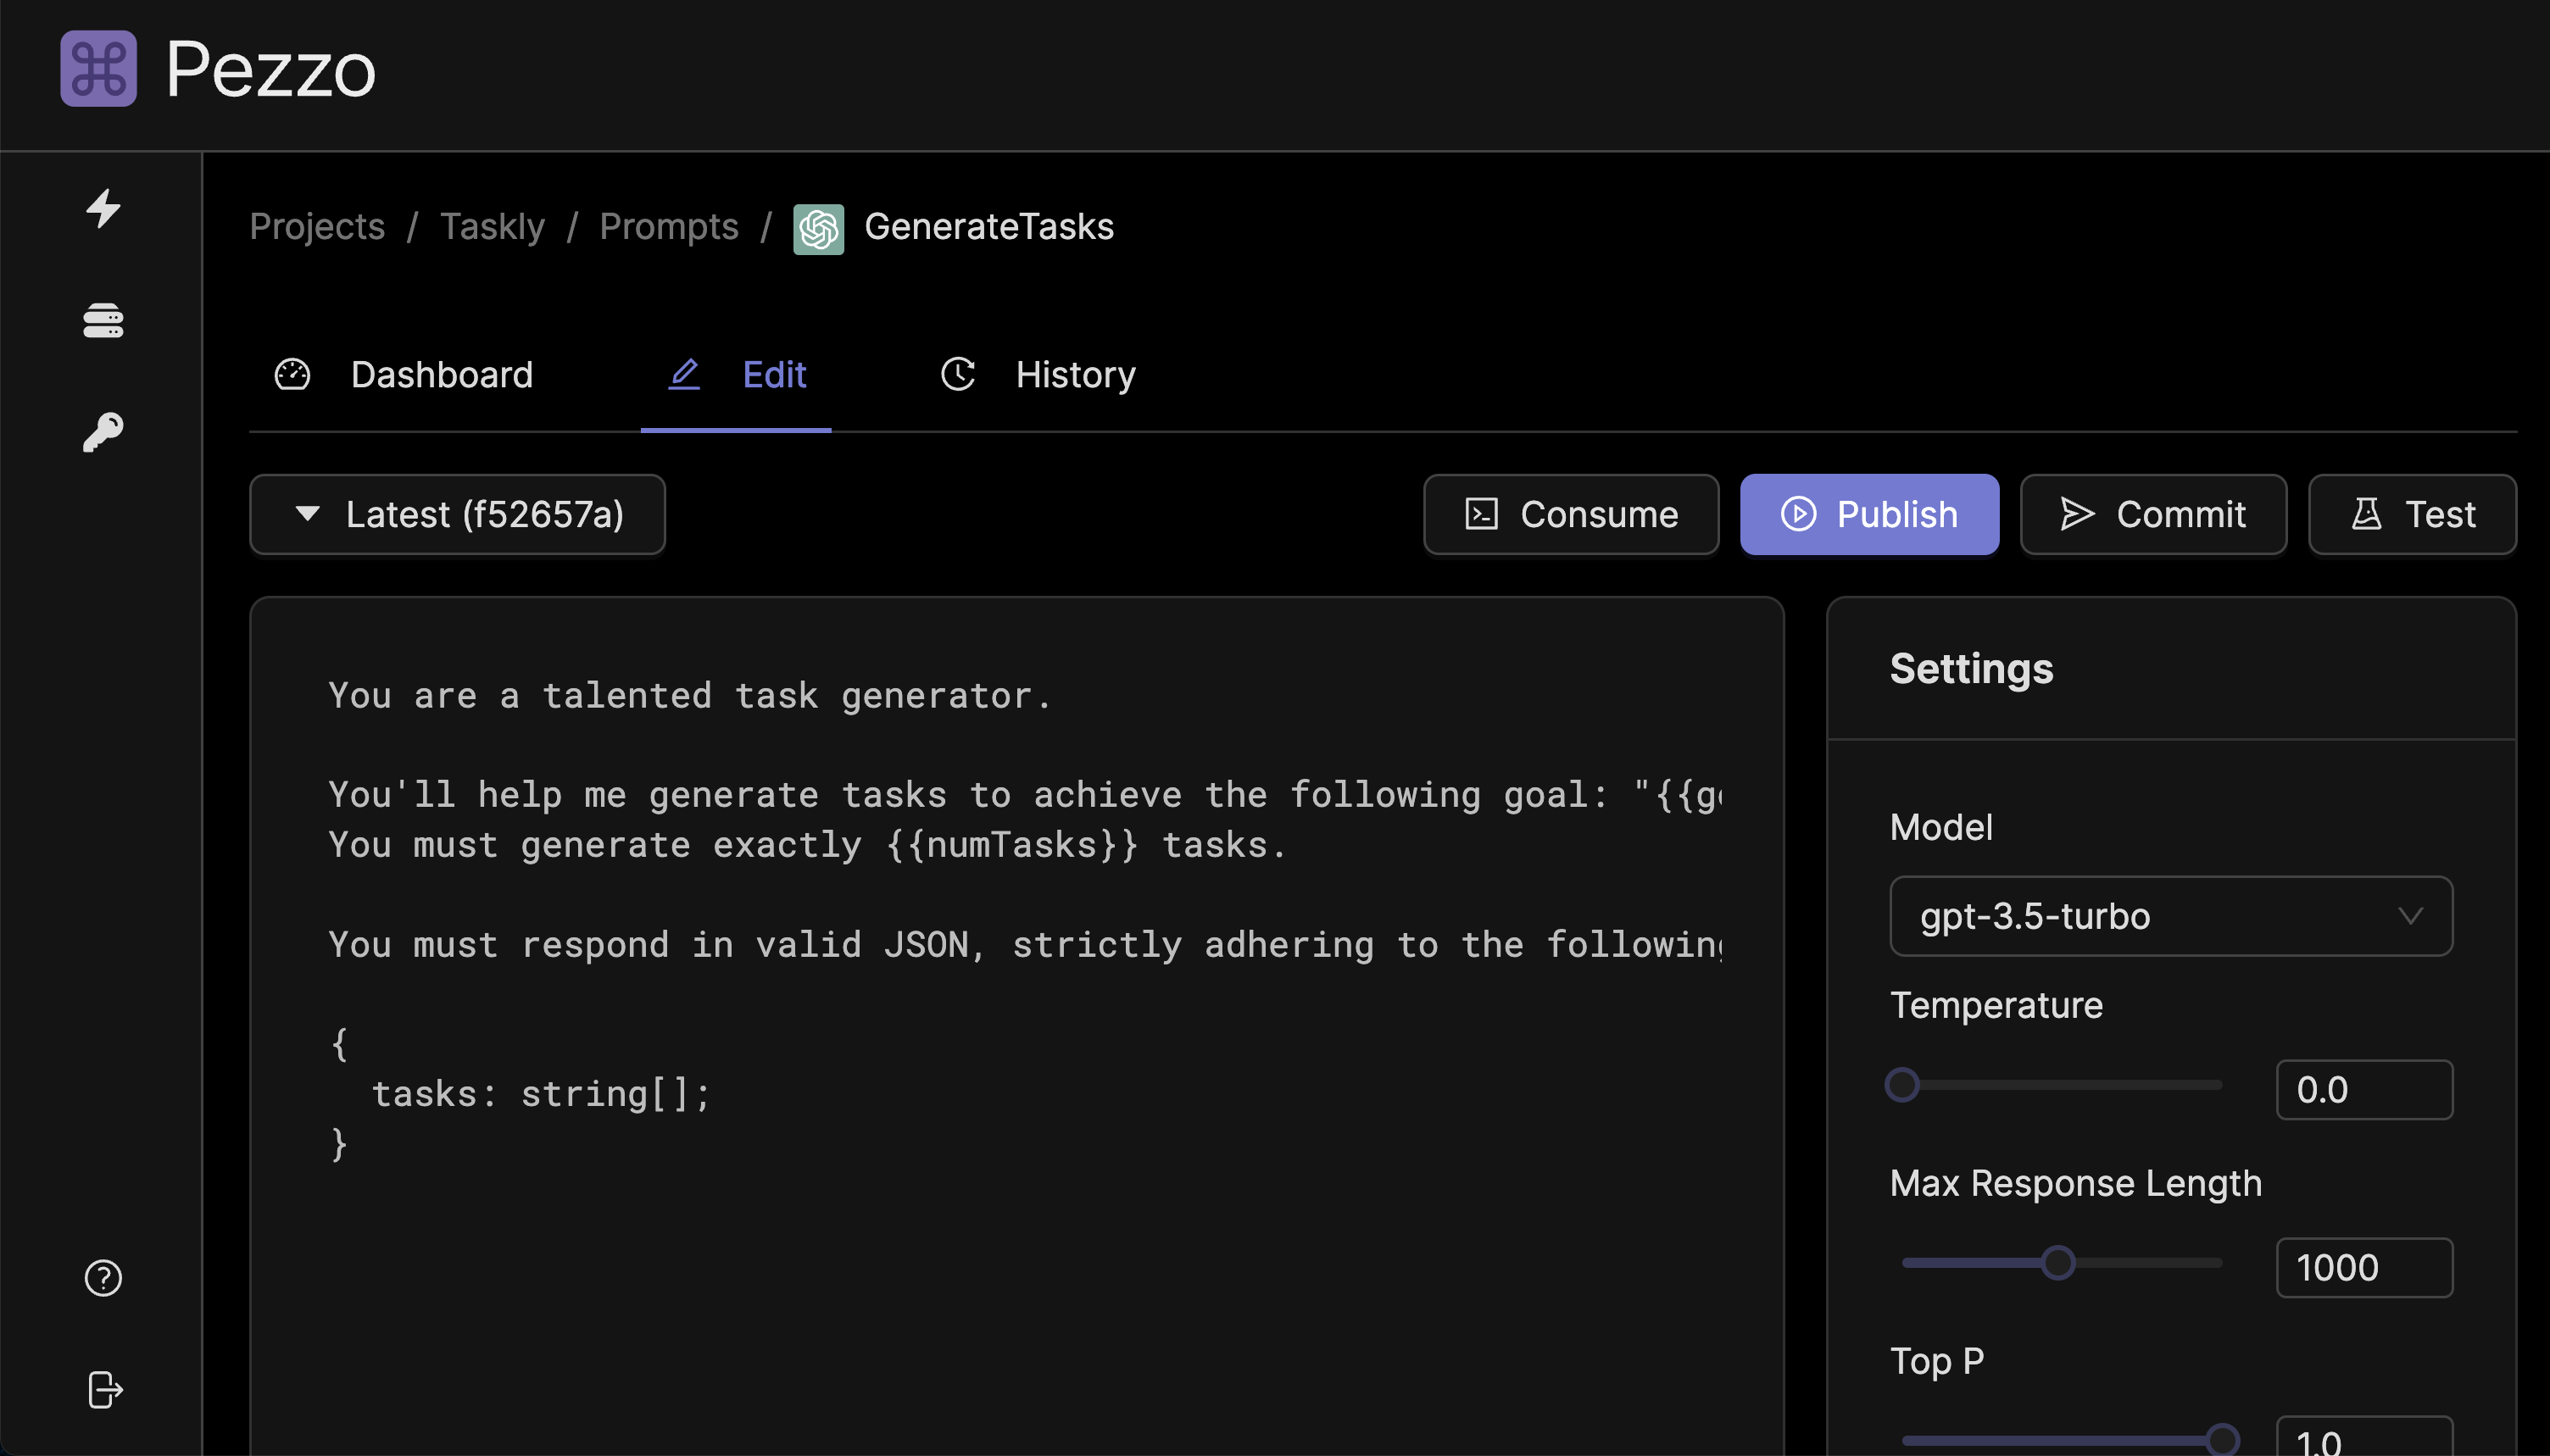 Pezzo
Projects / Taskly / Prompts / GenerateTasks
Dashboard
Edit
History
Latest (f52657a)
Consume
Publish
Commit
Test
You are a talented task generator.
You'll help me generate tasks to achieve the following goal: "{{go
You must generate exactly {{numTasks}} tasks.
You must respond in valid JSON, strictly adhering to the following
{
tasks: string[];
}
Settings
Model
gpt-3.5-turbo
Temperature
0.0
Max Response Length
1000
Top P
1.0